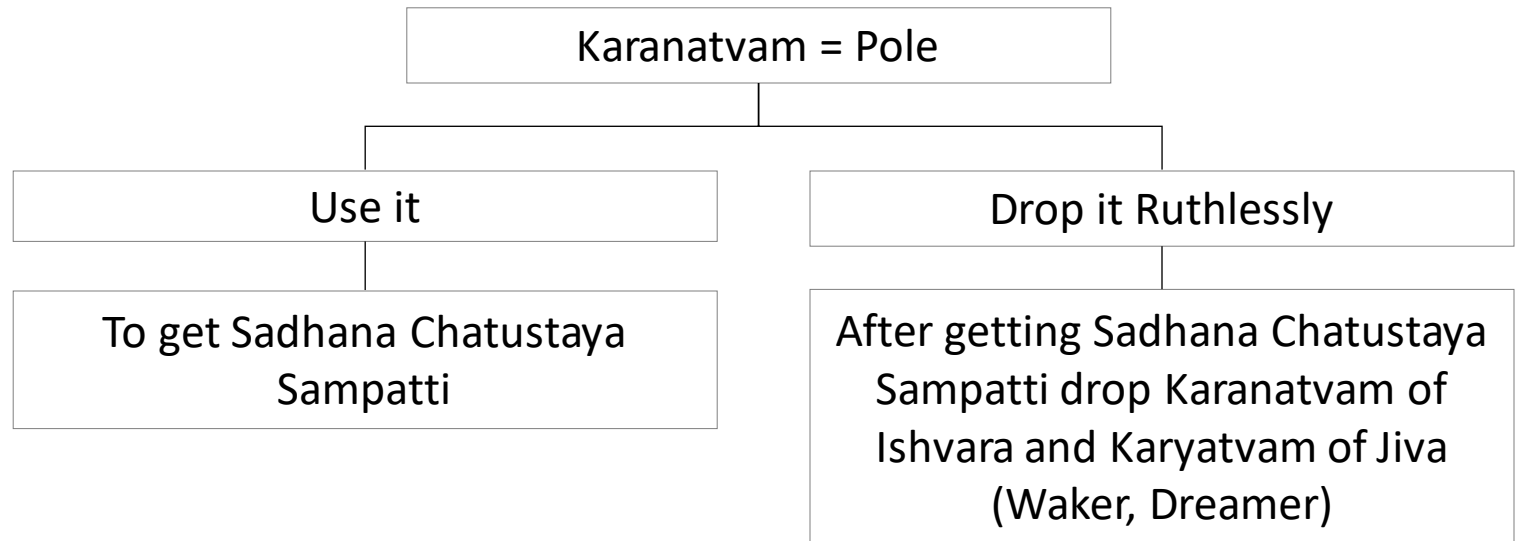 Karanatvam = Pole
Use it
Drop it Ruthlessly
To get Sadhana Chatustaya
Sampatti
After getting Sadhana Chatustaya
Sampatti drop Karanatvam of
Ishvara and Karyatvam of Jiva
(Waker, Dreamer)